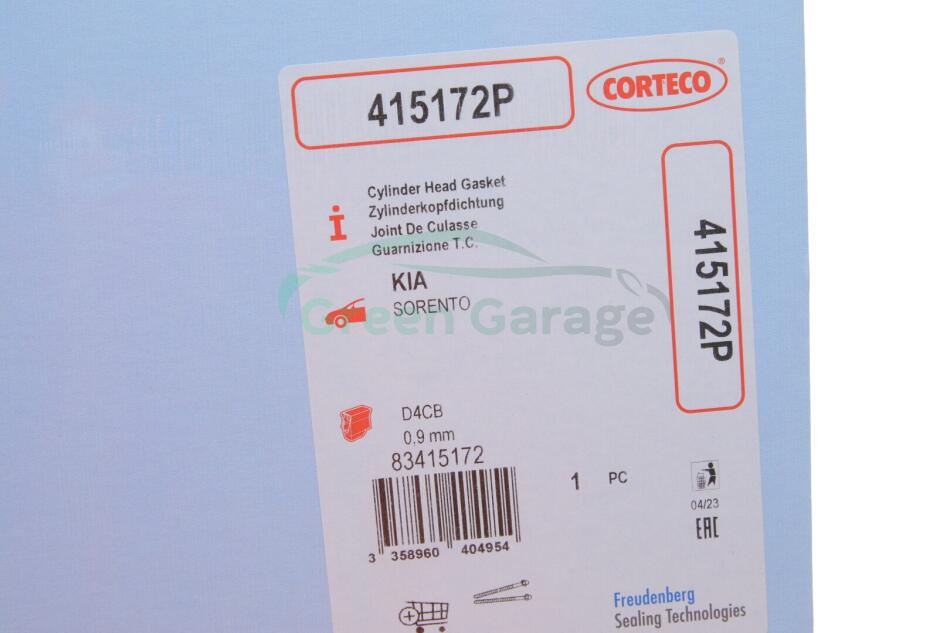 415172P
CORTECO®
415172P
Cylinder Head Gasket
Zylinderkopfdichtung
Joint De Culasse
Guarnizione T.C.
KIA
SORENTO
Green Garage
D4CB
0,9 mm
83415172
1 PC
3 358960 404954
04/23
EAC
Freudenberg
Sealing Technologies